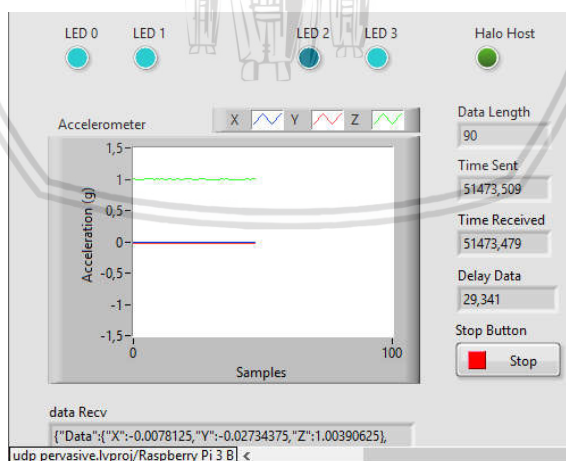 LED 0 LED 1 LED 2 LED 3 Halo Host
Accelerometer X Y Z
1,5
1
0,5
0
-0,5
-1
-1,5
Acceleration (g)
0 100
Samples
Data Length
90
Time Sent
51473,509
Time Received
51473,479
Delay Data
29,341
Stop Button
Stop
data Recv
{"Data":{"X":-0.0078125,"Y":-0.02734375,"Z":1.00390625},
udp pervasive.lvproj/Raspberry Pi 3 B <